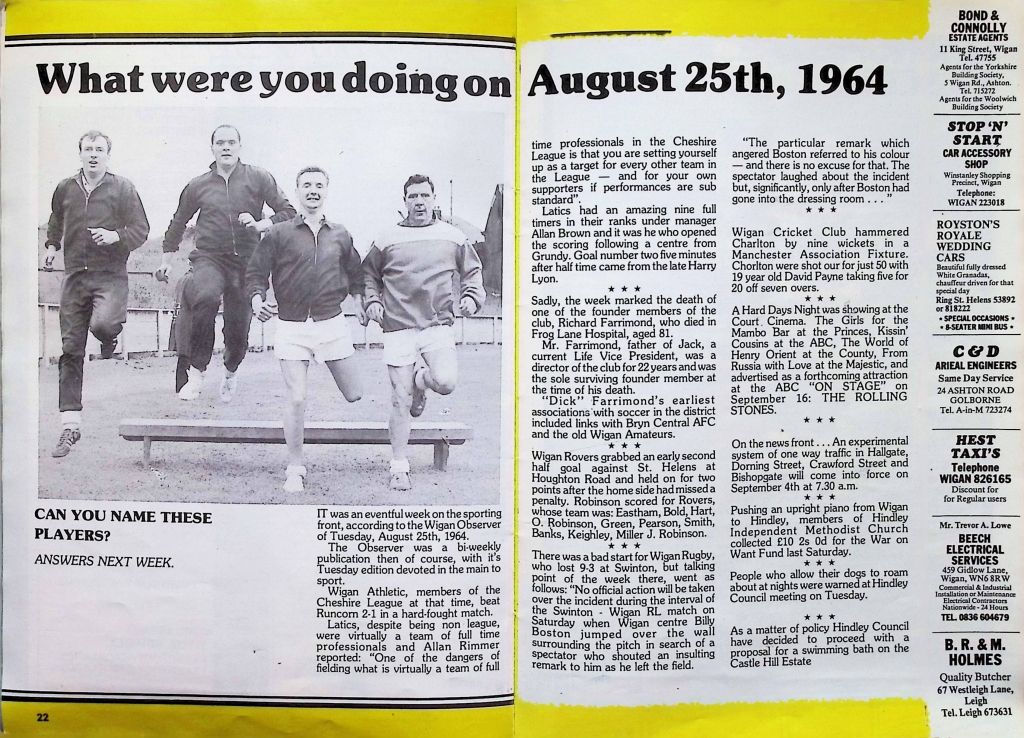 What were you doing on August 25th, 1964
CAN YOU NAME THESE
PLAYERS?
ANSWERS NEXT WEEK.
IT was an eventful week on the sporting
front, according to the Wigan Observer
of Tuesday, August 25th, 1964.
The Observer was a bi-weekly
publication then of course, with it's
Tuesday edition devoted in the main to
sport.
Wigan Athletic, members of the
Cheshire League at that time, beat
Runcorn 2-1 in a hard-fought match.
Latics, despite being non league,
were virtually a team of full time
professionals and Allan Rimmer
reported: “One of the dangers of
fielding what is virtually a team of full
22
time professionals in the Cheshire
League is that you are setting yourself
up as a target for every other team in
the League — and for your own
supporters if performances are sub
standard”.
Latics had an amazing nine full
timers in their ranks under manager
Allan Brown and it was he who opened
the scoring following a centre from
Grundy. Goal number two five minutes
after half time came from the late Harry
Lyon.
★ ★ ★
Sadly, the week marked the death of
one of the founder members of the
club, Richard Farrimond, who died in
Frog Lane Hospital, aged 81.
Mr. Farrimond, father of Jack, a
current Life Vice President, was a
director of the club for 22 years and was
the sole surviving founder member at
the time of his death.
“Dick” Farrimond's earliest
associations with soccer in the district
included links with Bryn Central AFC
and the old Wigan Amateurs.
★ ★ ★
Wigan Rovers grabbed an early second
half goal against St. Helens at
Houghton Road and held on for two
points after the home side had missed a
penalty. Robinson scored for Rovers,
whose team was: Eastham, Bold, Hart,
O. Robinson, Green, Pearson, Smith,
Banks, Keighley, Miller J. Robinson.
★ ★ ★
There was a bad start for Wigan Rugby,
who lost 9-3 at Swinton, but talking
point of the week there, went as
follows: “No official action will be taken
over the incident during the interval of
the Swinton - Wigan RL match on
Saturday when Wigan centre Billy
Boston jumped over the wall
surrounding the pitch in search of a
spectator who shouted an insulting
remark to him as he left the field.
“The particular remark which
angered Boston referred to his colour
— and there is no excuse for that. The
spectator laughed about the incident
but, significantly, only after Boston had
gone into the dressing room . . .”
★ ★ ★
Wigan Cricket Club hammered
Charlton by nine wickets in a
Manchester Association Fixture.
Chorlton were shot our for just 50 with
19 year old David Payne taking five for
20 off seven overs.
★ ★ ★
A Hard Days Night was showing at the
Court Cinema. The Girls for the
Mambo Bar at the Princes, Kissin'
Cousins at the ABC, The World of
Henry Orient at the County, From
Russia with Love at the Majestic, and
advertised as a forthcoming attraction
at the ABC “ON STAGE” on
September 16: THE ROLLING
STONES.
★ ★ ★
On the news front . . . An experimental
system of one way traffic in Hallgate,
Dorning Street, Crawford Street and
Bishopgate will come into force on
September 4th at 7.30 a.m.
★ ★ ★
Pushing an upright piano from Wigan
to Hindley, members of Hindley
Independent Methodist Church
collected £10 2s 0d for the War on
Want Fund last Saturday.
★ ★ ★
People who allow their dogs to roam
about at nights were warned at Hindley
Council meeting on Tuesday.
★ ★ ★
As a matter of policy Hindley Council
have decided to proceed with a
proposal for a swimming bath on the
Castle Hill Estate
BOND &
CONNOLLY
ESTATE AGENTS
11 King Street, Wigan
Tel. 47755
Agents for the Yorkshire
Building Society,
5 Wigan Rd., Ashton.
Tel. 715272
Agents for the Woolwich
Building Society
STOP ‘N’
START
CAR ACCESSORY
SHOP
Winstanley Shopping
Precinct, Wigan
Telephone:
WIGAN 223018
ROYSTON'S
ROYALE
WEDDING
CARS
Beautiful fully dressed
White Granadas,
chauffeur driven for that
special day
Ring St. Helens 53892
or 818222
• SPECIAL OCCASIONS •
• 8-SEATER MINI BUS •
C & D
ARIEAL ENGINEERS
Same Day Service
24 ASHTON ROAD
GOLBORNE
Tel. A-in-M 723274
HEST
TAXI'S
Telephone
WIGAN 826165
Discount for
for Regular users
Mr. Trevor A. Lowe
BEECH
ELECTRICAL
SERVICES
459 Gidlow Lane,
Wigan, WN6 8RW
Commercial & Industrial
Installation or Maintenance
Electrical Contractors
Nationwide - 24 Hours
TEL. 0836 604679
B. R. & M.
HOLMES
Quality Butcher
67 Westleigh Lane,
Leigh
Tel. Leigh 673631